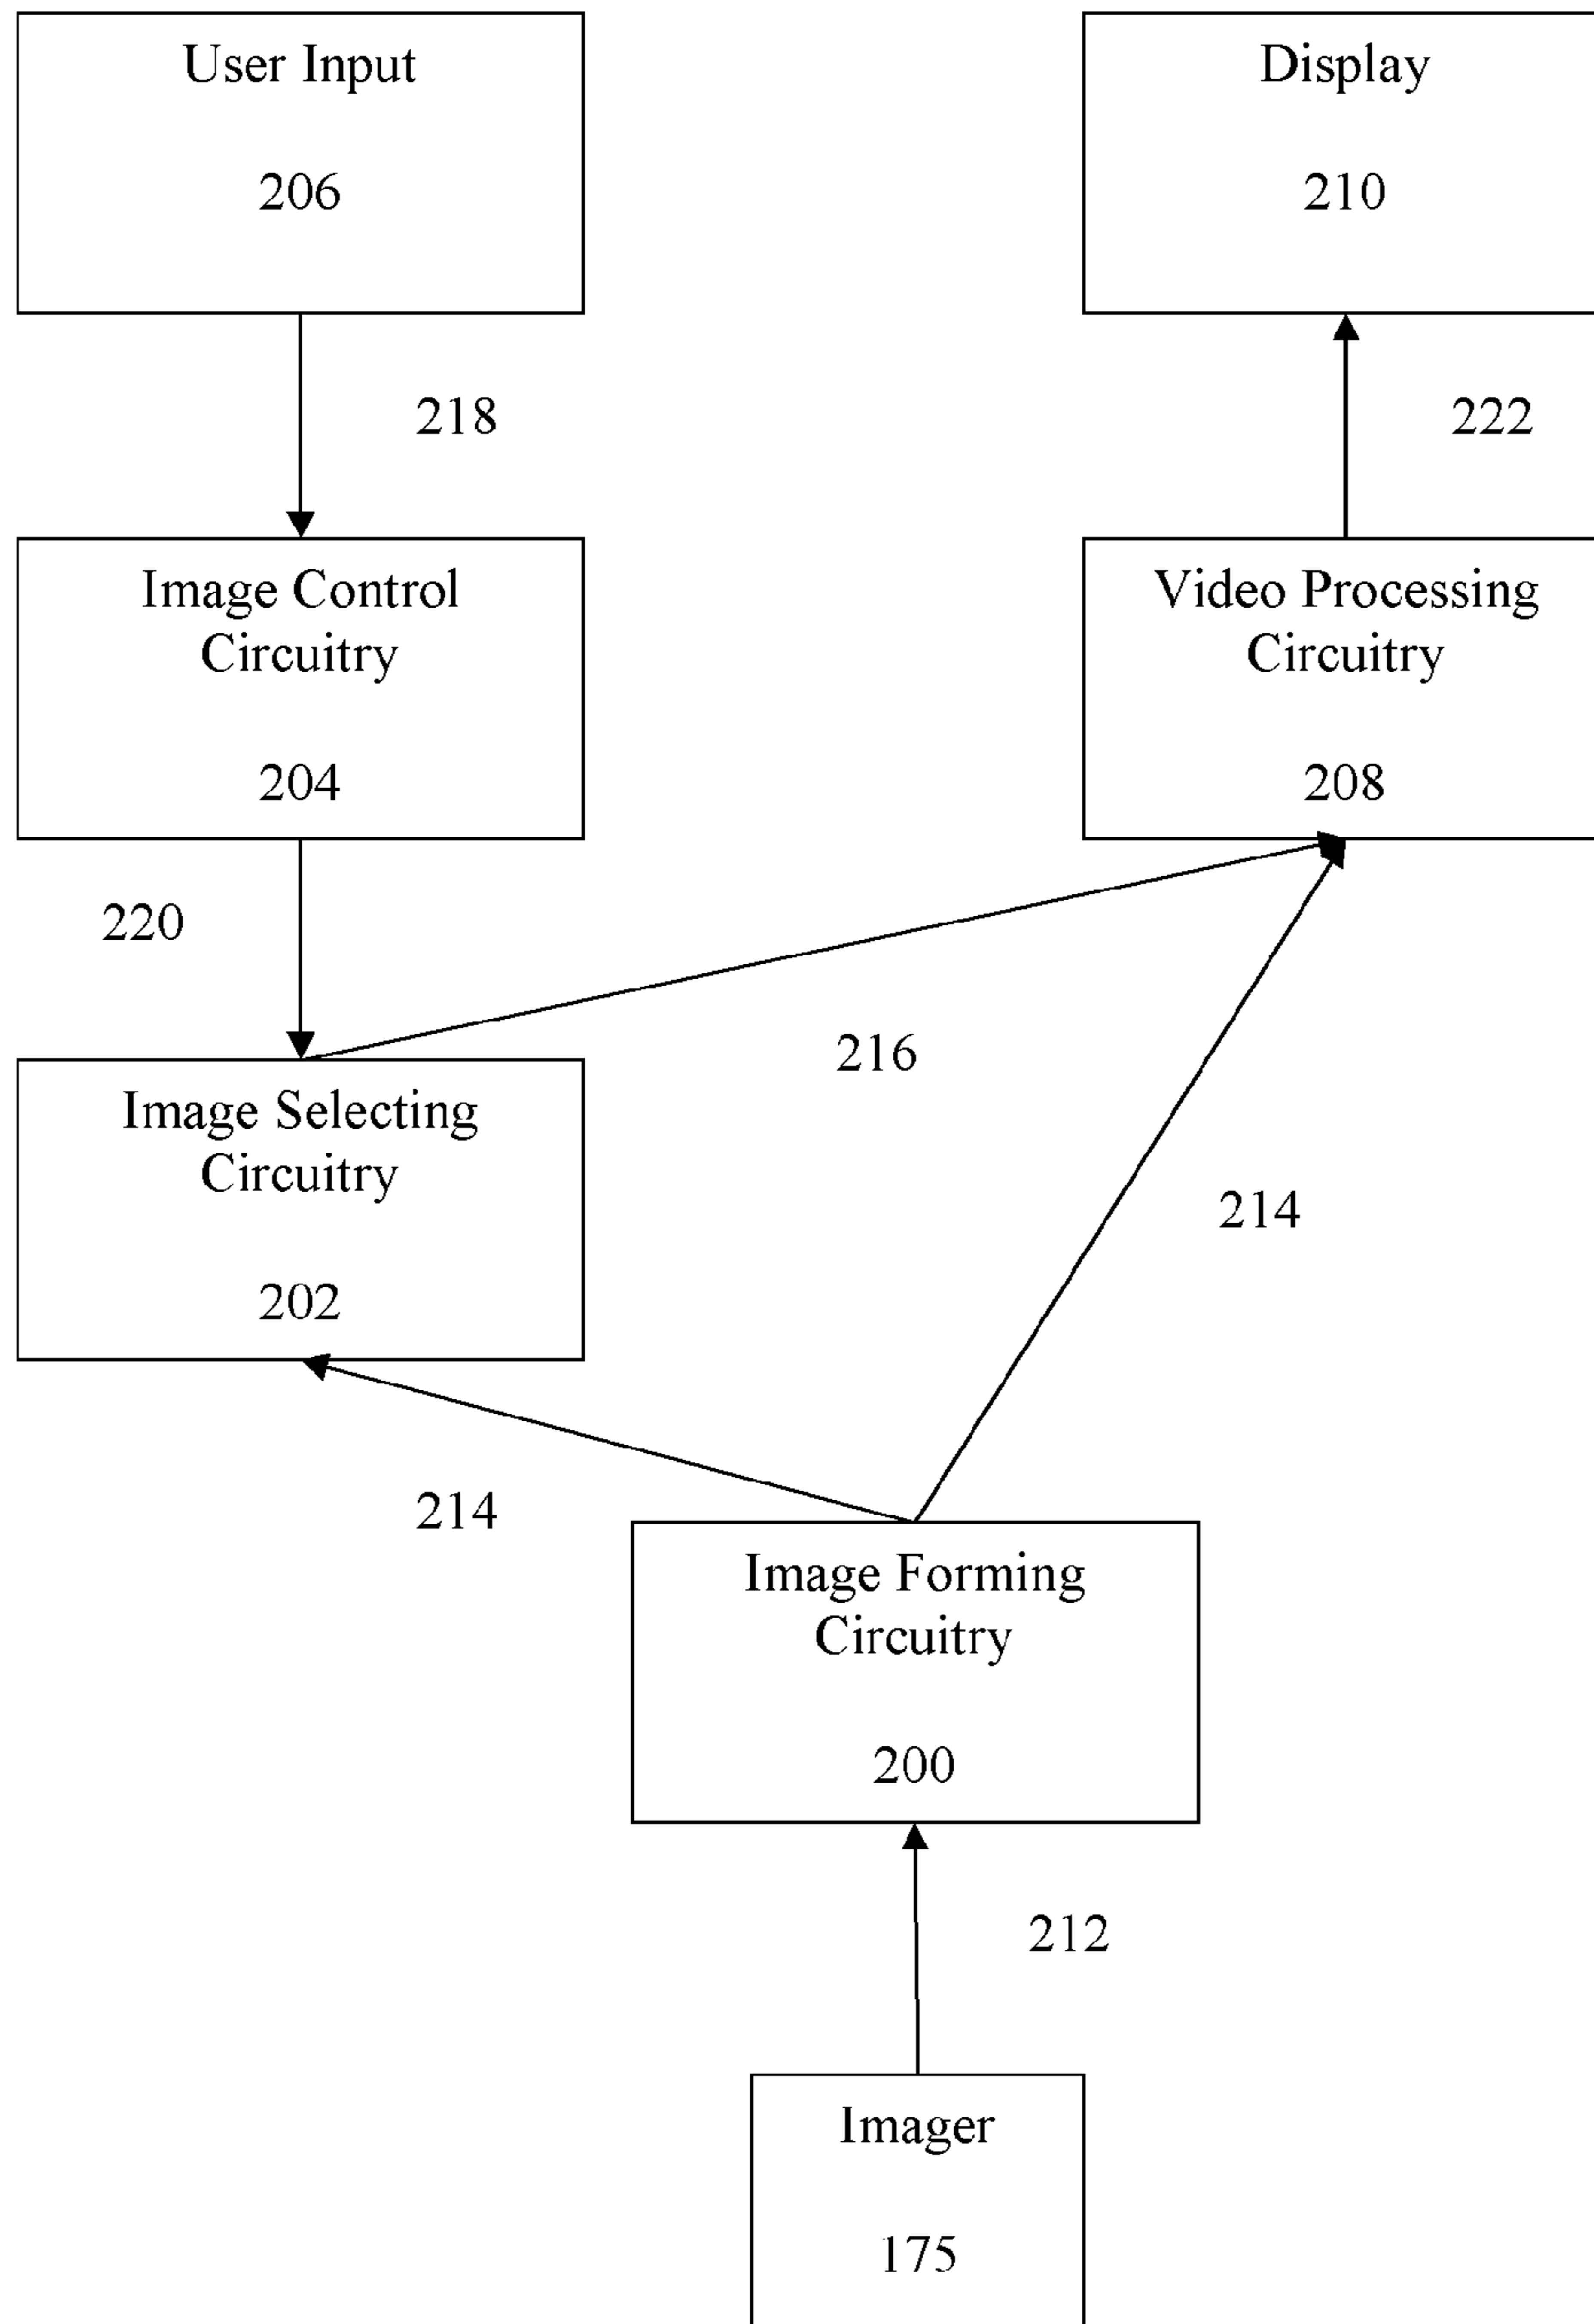 User Input
206
Display
210
218
222
Image Control
Circuitry
204
Video Processing
Circuitry
208
220
216
Image Selecting
Circuitry
202
214
214
Image Forming
Circuitry
200
212
Imager
175